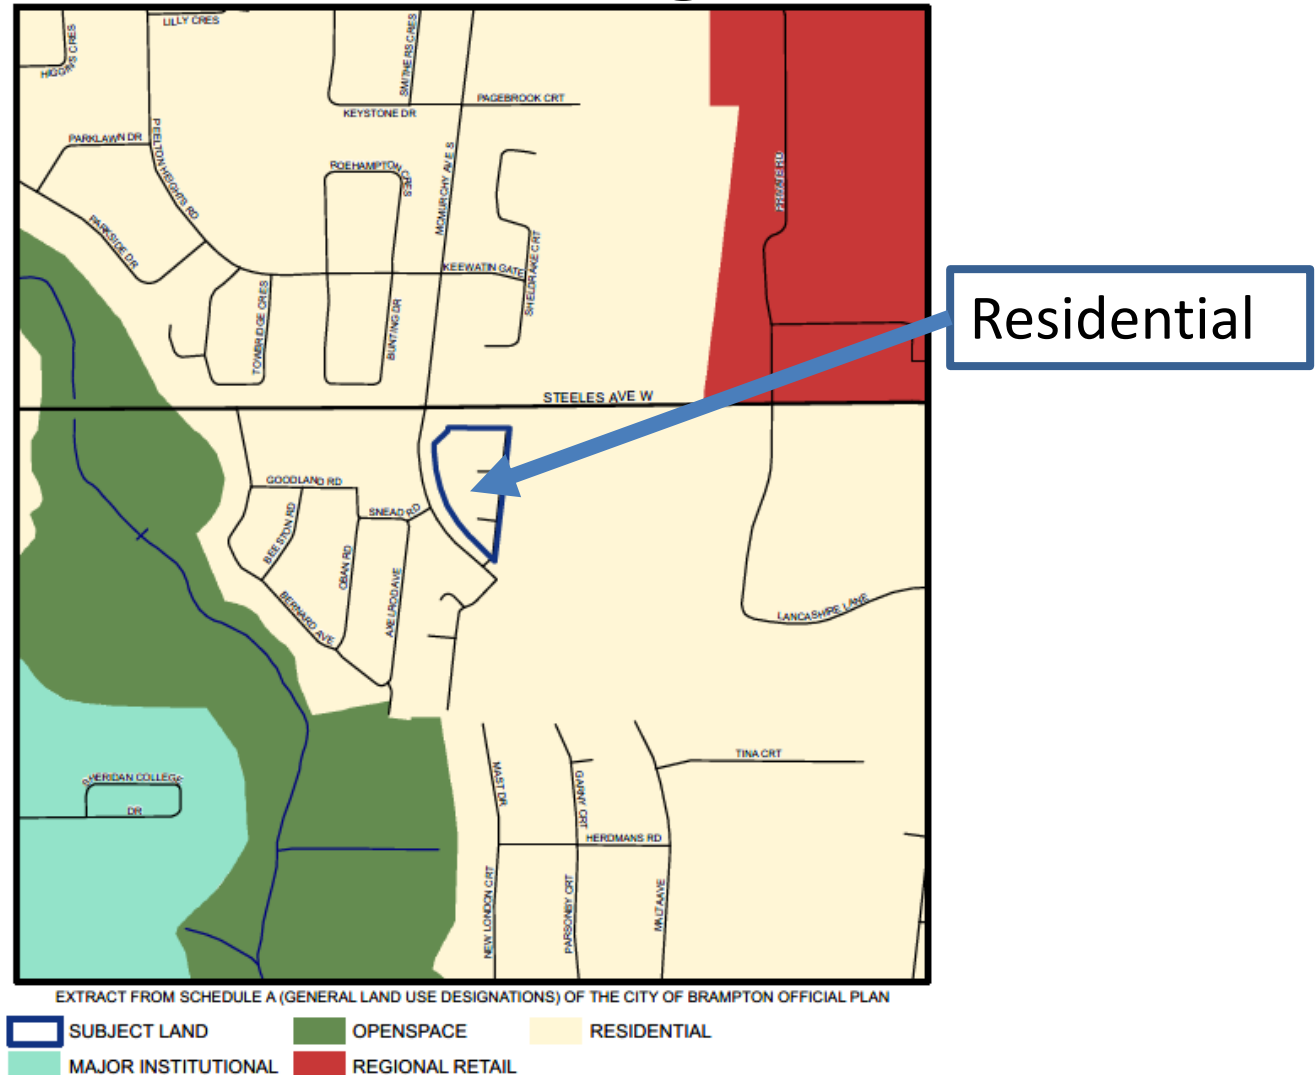 LILLY CRES
HIGGINS CRES
SMITHERS CRES
PAGEBROOK CRT
KEYSTONE DR
PARKLAWN DR
PEELTON HEIGHTS RD
ROEHAMPTON CRES
MCMURCHY AVE S
PARKSIDE DR
KEEWATIN GATE
SHELDRAKE CRT
TOWBRIDGE CRES
BUNTING DR
Residential
STEELES AVE W
GOODLAND RD
SNEAD RD
BEESTON RD
OBAN RD
AXELROD AVE
BERNARD AVE
LANCASHIRE LANE
SHERIDAN COLLEGE
DR
MAST DR
GARNY CRT
TINA CRT
HERDMANS RD
NEW LONDON CRT
PARSONBY CRT
MALTA AVE
EXTRACT FROM SCHEDULE A (GENERAL LAND USE DESIGNATIONS) OF THE CITY OF BRAMPTON OFFICIAL PLAN
SUBJECT LAND
OPENSPACE
RESIDENTIAL
MAJOR INSTITUTIONAL
REGIONAL RETAIL